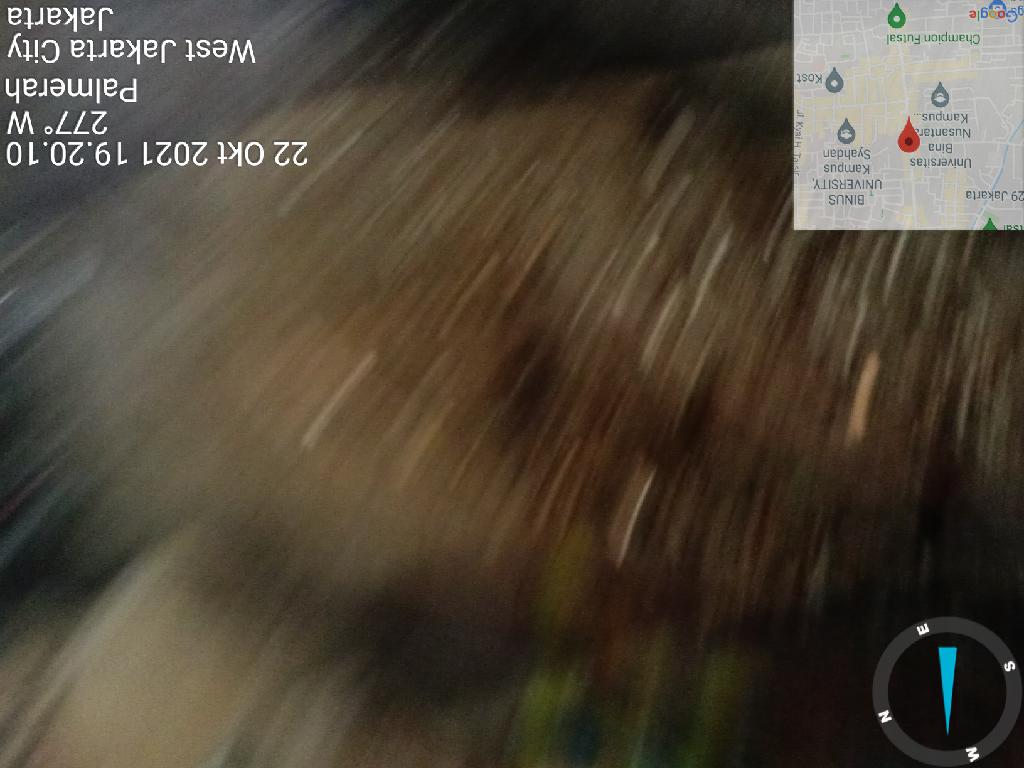 W
N
S
E
22 Okt 2021 19.20.10
277° W
Palmerah
West Jakarta City
Jakarta
29 Jakarta
BINUS
UNIVERSITY,
Kampus
Syahdan
Universitas
Bina
Nusantara
Kampus...
Kost
Champion Futsal
Google